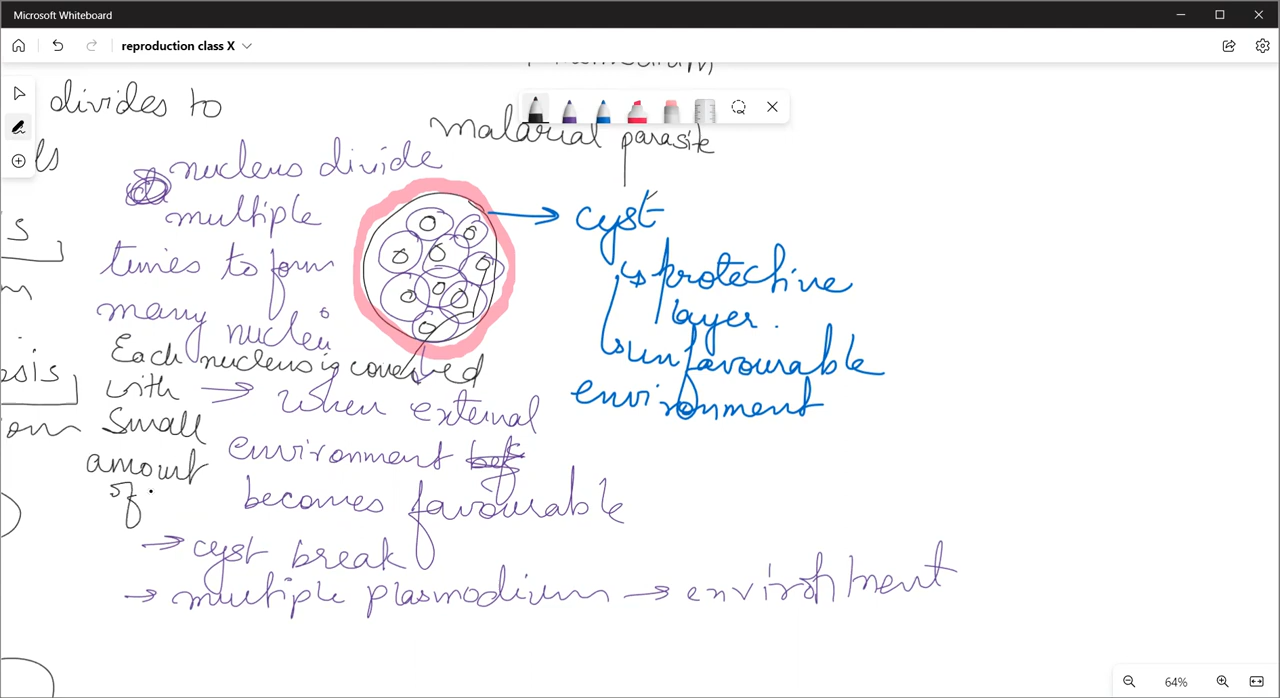 Microsoft Whiteboard
reproduction class X
divides to
malarial parasite
nucleus divide
multiple
times to form
many nuclei
Each nucleus is covered
with
small
amount
of.
cyst
protective
layer.
unfavourable
environment
→ when external
environment
becomes favourable
→ cyst break
→ multiple plasmodium → environment
64%